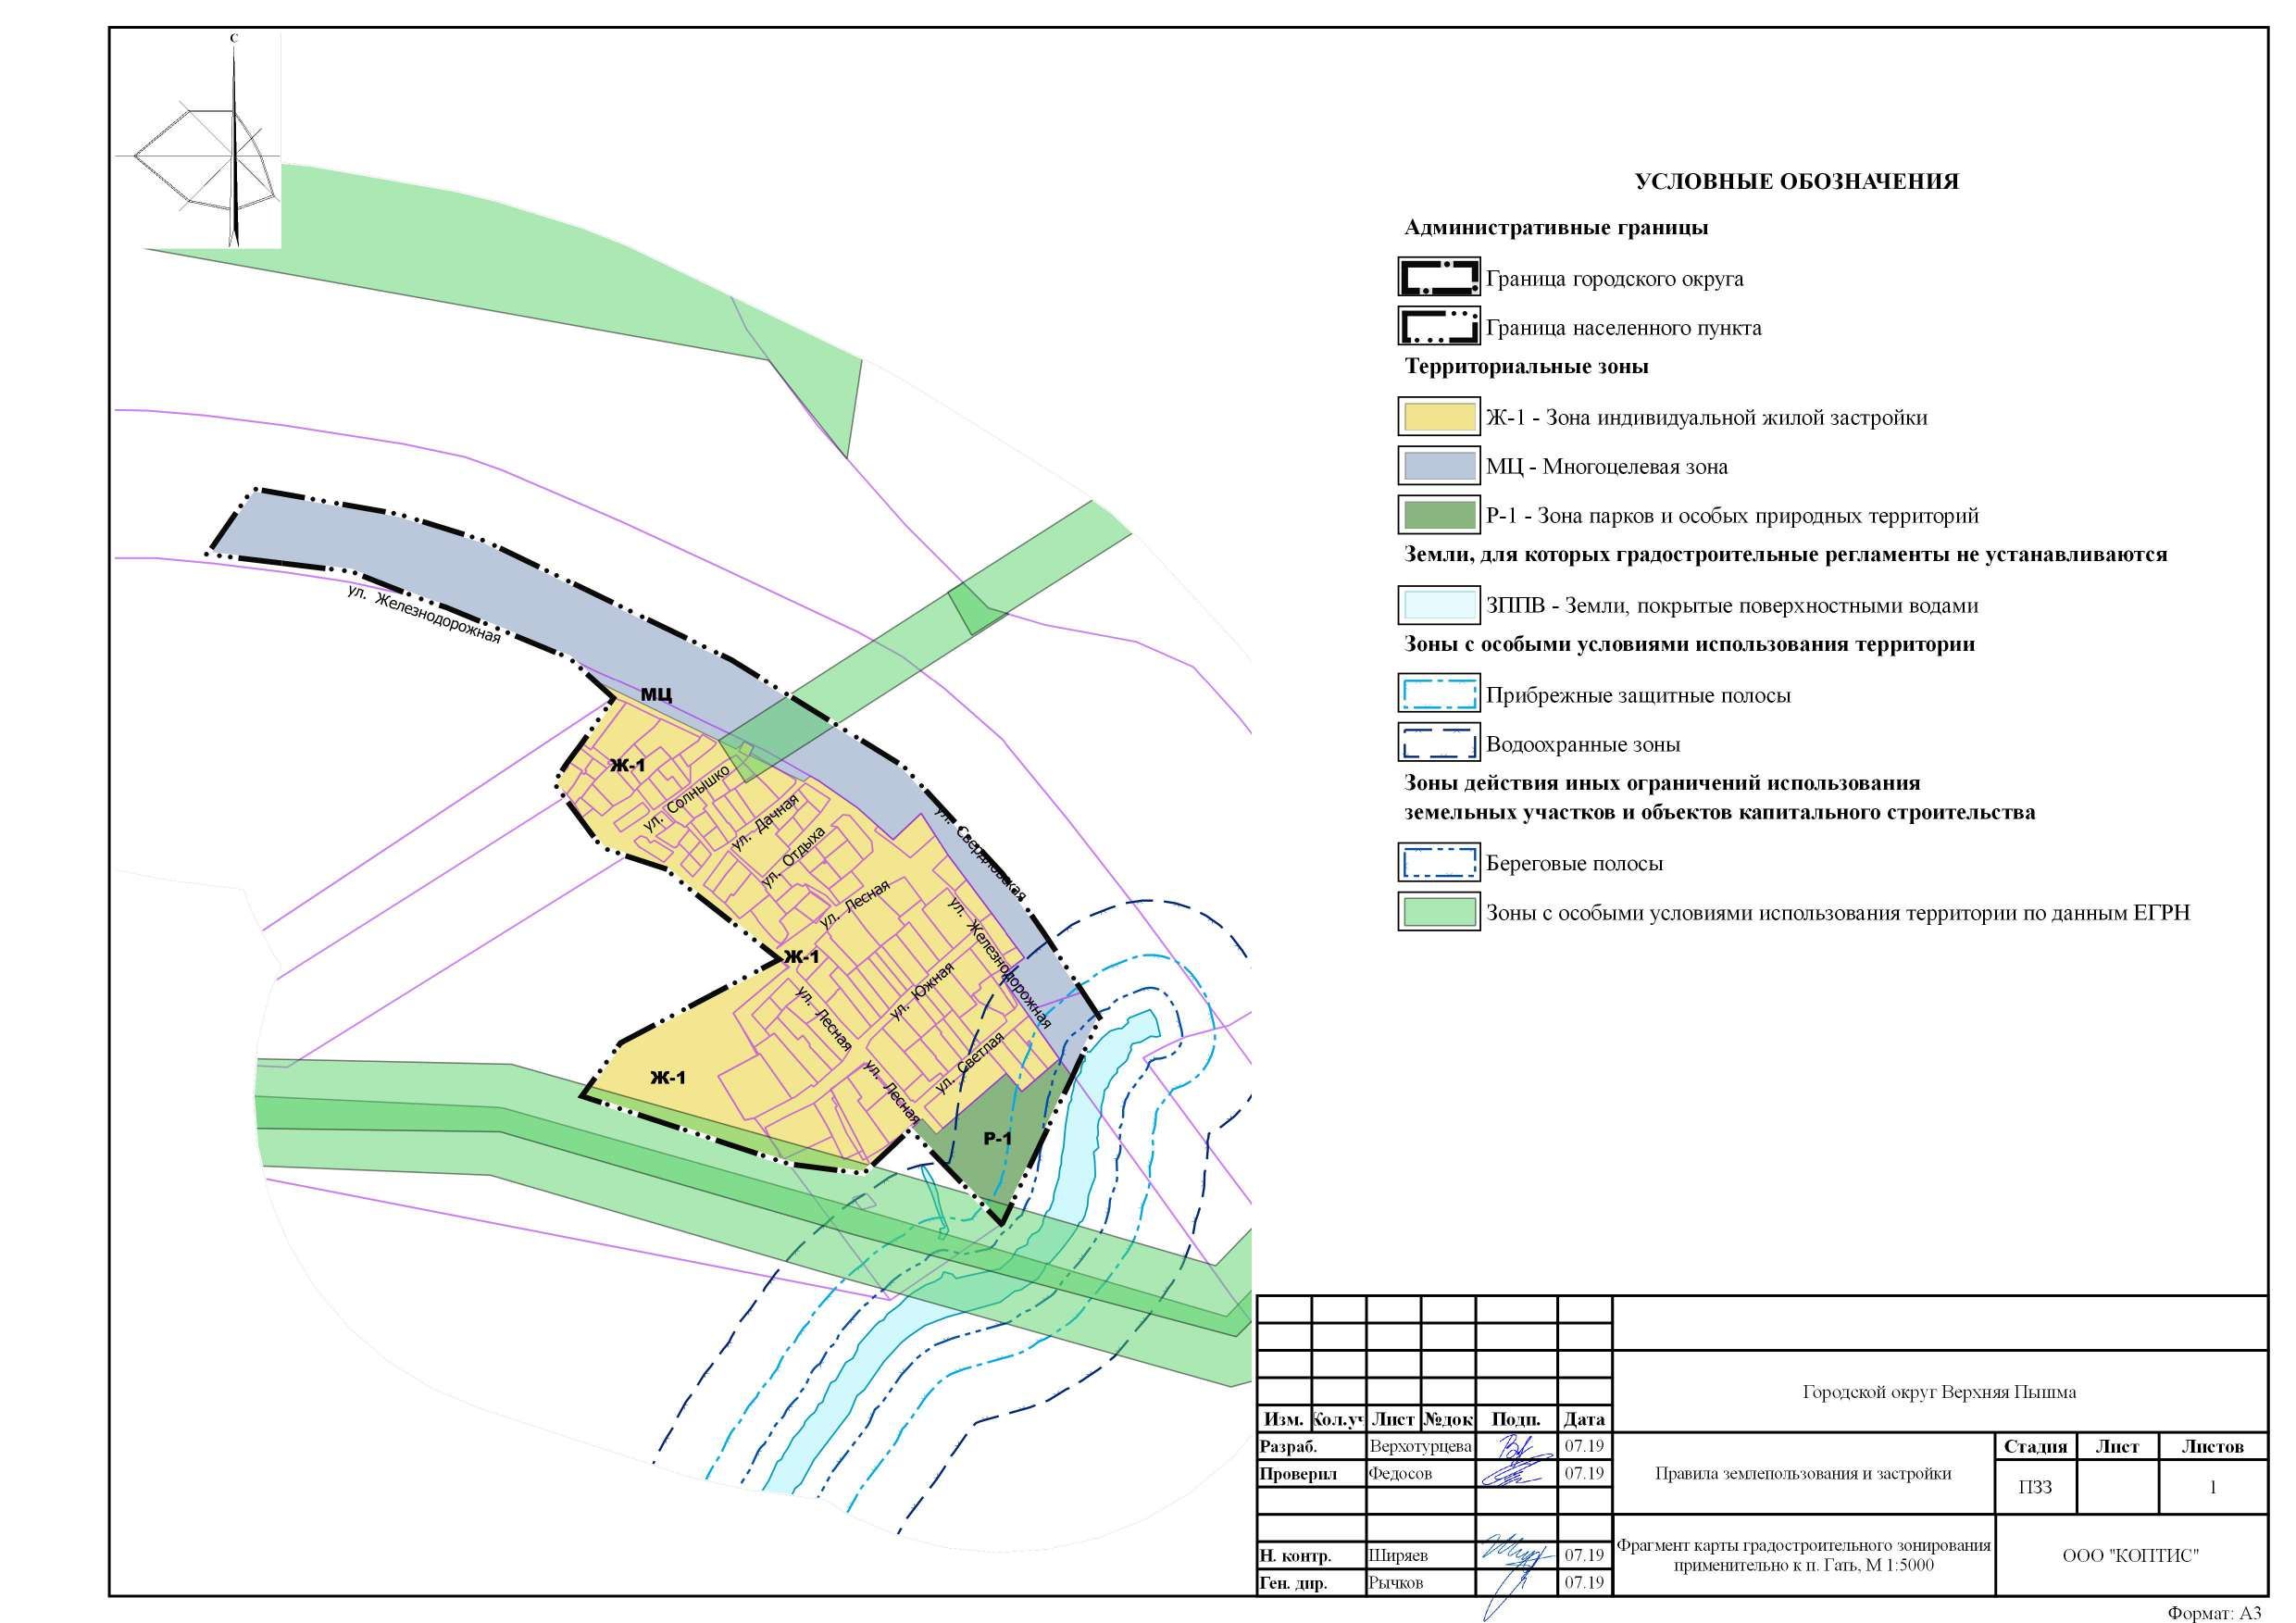 С
УСЛОВНЫЕ ОБОЗНАЧЕНИЯ
Административные границы
Граница городского округа
Граница населенного пункта
Территориальные зоны
Ж-1 - Зона индивидуальной жилой застройки
МЦ - Многоцелевая зона
Р-1 - Зона парков и особых природных территорий
Земли, для которых градостроительные регламенты не устанавливаются
ЗППВ - Земли, покрытые поверхностными водами
Зоны с особыми условиями использования территории
Прибрежные защитные полосы
Водоохранные зоны
Зоны действия иных ограничений использования
земельных участков и объектов капитального строительства
Береговые полосы
Зоны с особыми условиями использования территории по данным ЕГРН
ул. Железнодорожная
МЦ
Ж-1
ул. Солнышко
ул. Дачная
ул. Отдыха
ул. Свердловская
ул. Лесная
ул. Железнодорожная
Ж-1
ул. Южная
ул. Лесная
ул. Светлая
Ж-1
ул. Лесная
Р-1
Городской округ Верхняя Пышма
Изм. Кол.уч Лист №док Подп. Дата
Разраб. Верхотурцева 07.19
Проверил Федосов 07.19
Правила землепользования и застройки
Стадия Лист Листов
ПЗЗ 1
Н. контр. Ширяев 07.19
Ген. дир. Рычков 07.19
Фрагмент карты градостроительного зонирования
применительно к п. Гать, М 1:5000
ООО "КОПТИС"
Формат: А3